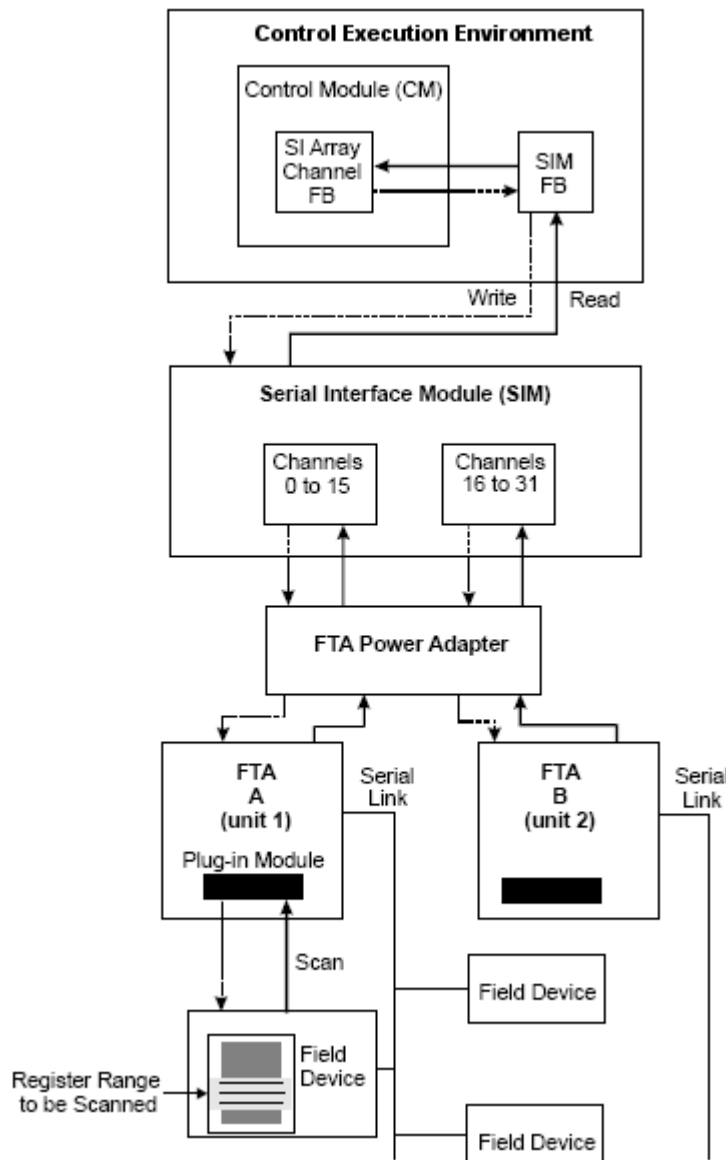 Control Execution Environment
Control Module (CM)
SI Array
Channel
FB
SIM
FB
Write
Read
Serial Interface Module (SIM)
Channels
0 to 15
Channels
16 to 31
FTA Power Adapter
FTA
A
(unit 1)
Serial
Link
FTA
B
(unit 2)
Serial
Link
Plug-in Module
Scan
Field Device
Field
Device
Register Range
to be Scanned
Field Device